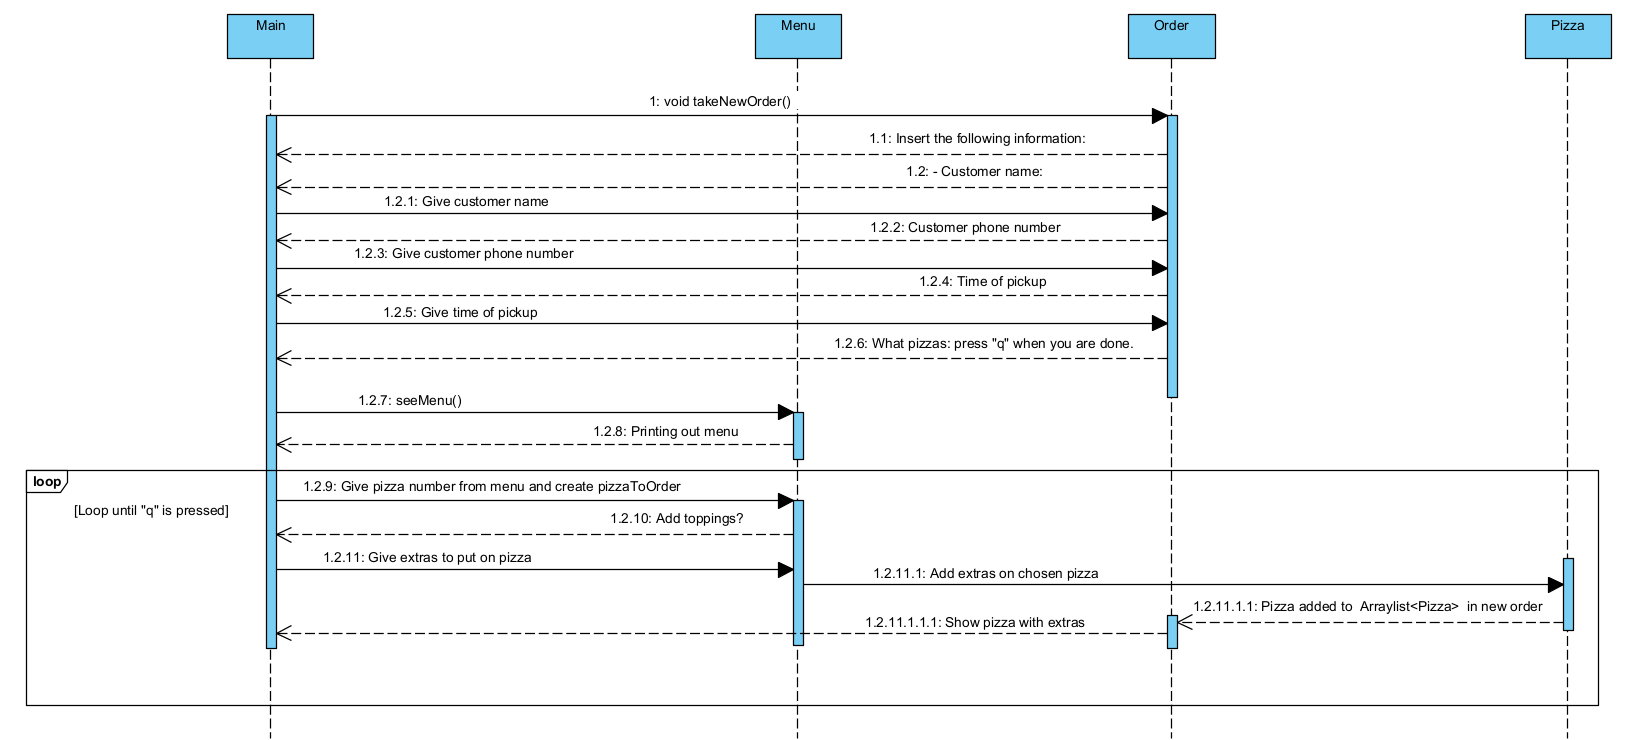 Main
Menu
Order
Pizza
1: void takeNewOrder()
1.1: Insert the following information:
1.2: - Customer name:
1.2.1: Give customer name
1.2.2: Customer phone number
1.2.3: Give customer phone number
1.2.4: Time of pickup
1.2.5: Give time of pickup
1.2.6: What pizzas: press "q" when you are done.
1.2.7: seeMenu()
1.2.8: Printing out menu
loop
1.2.9: Give pizza number from menu and create pizzaToOrder
[Loop until "q" is pressed]
1.2.10: Add toppings?
1.2.11: Give extras to put on pizza
1.2.11.1: Add extras on chosen pizza
1.2.11.1.1: Pizza added to  Arraylist<Pizza>  in new order
1.2.11.1.1.1: Show pizza with extras